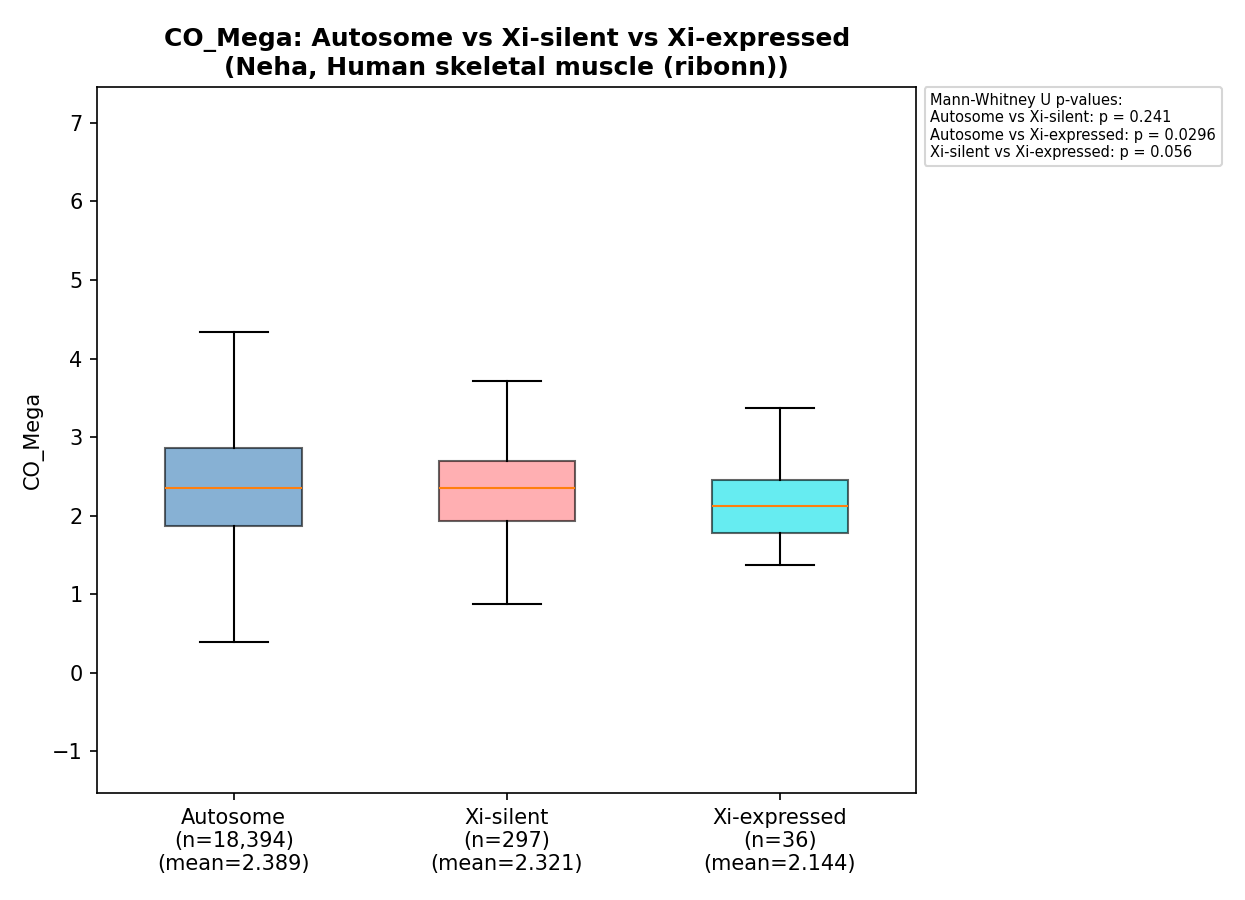 CO_Mega: Autosome vs Xi-silent vs Xi-expressed
(Neha, Human skeletal muscle (ribonn))
Mann-Whitney U p-values:
Autosome vs Xi-silent: p = 0.241
Autosome vs Xi-expressed: p = 0.0296
Xi-silent vs Xi-expressed: p = 0.056
CO_Mega
7
6
5
4
3
2
1
0
−1
Autosome
(n=18,394)
(mean=2.389)
Xi-silent
(n=297)
(mean=2.321)
Xi-expressed
(n=36)
(mean=2.144)